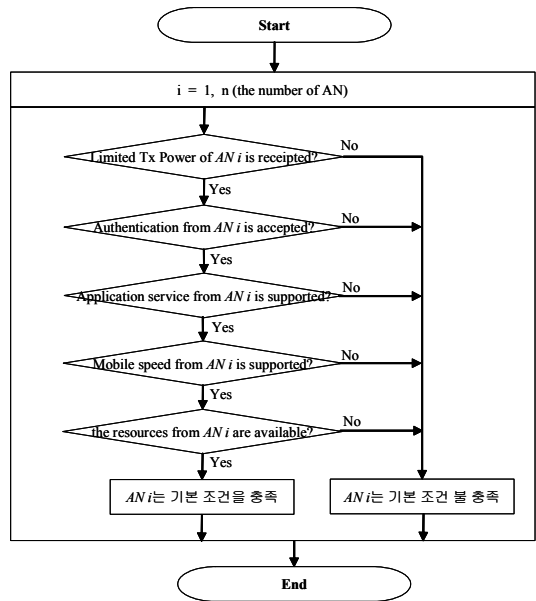 Start
i = 1, n (the number of AN)
Limited Tx Power of AN i is receipted?
No
Yes
Authentication from AN i is accepted?
No
Yes
Application service from AN i is supported?
No
Yes
Mobile speed from AN i is supported?
No
Yes
the resources from AN i are available?
No
Yes
AN i는 기본 조건을 충족
AN i는 기본 조건 불 충족
End